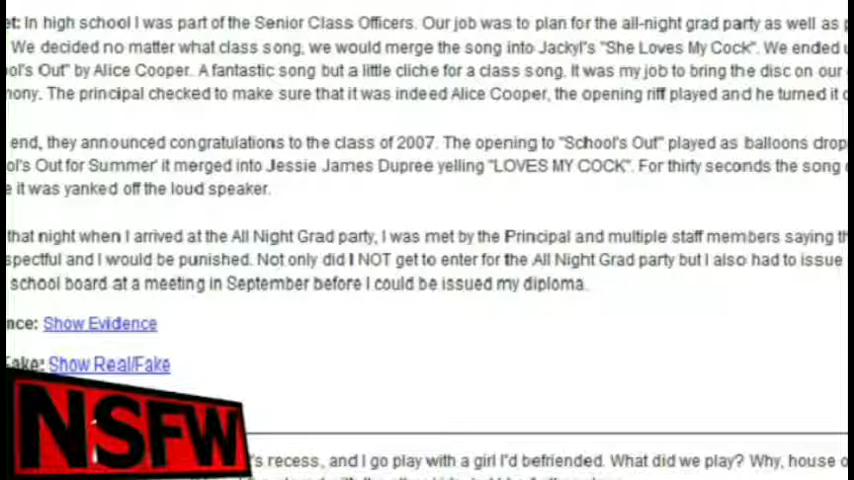 et: In high school I was part of the Senior Class Officers. Our job was to plan for the all-night grad party as well as p
We decided no matter what class song, we would merge the song into Jackyl's "She Loves My Cock". We ended u
ool's Out" by Alice Cooper. A fantastic song but a little cliche for a class song. It was my job to bring the disc on our
nony. The principal checked to make sure that it was indeed Alice Cooper, the opening riff played and he turned it o
end, they announced congratulations to the class of 2007. The opening to "School's Out" played as balloons drop
ol's Out for Summer' it merged into Jessie James Dupree yelling "LOVES MY COCK". For thirty seconds the song
e it was yanked off the loud speaker.
that night when I arrived at the All Night Grad party, I was met by the Principal and multiple staff members saying th
spectful and I would be punished. Not only did I NOT get to enter for the All Night Grad party but I also had to issue
school board at a meeting in September before I could be issued my diploma.
nce: Show Evidence
Fake: Show Real/Fake
NSFW
's recess, and I go play with a girl I'd befriended. What did we play? Why, house o